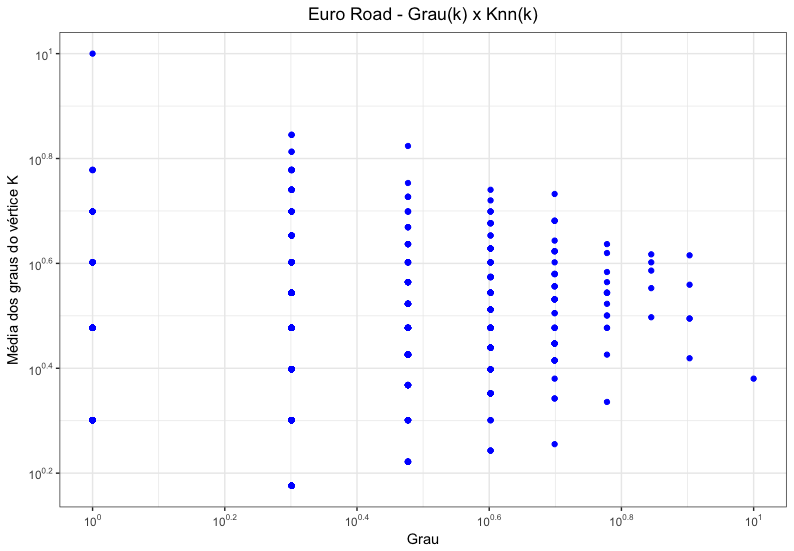 Euro Road - Grau(k) x Knn(k)
Média dos graus do vértice K
10^1
10^0.8
10^0.6
10^0.4
10^0.2
10^0 10^0.2 10^0.4 10^0.6 10^0.8 10^1
Grau